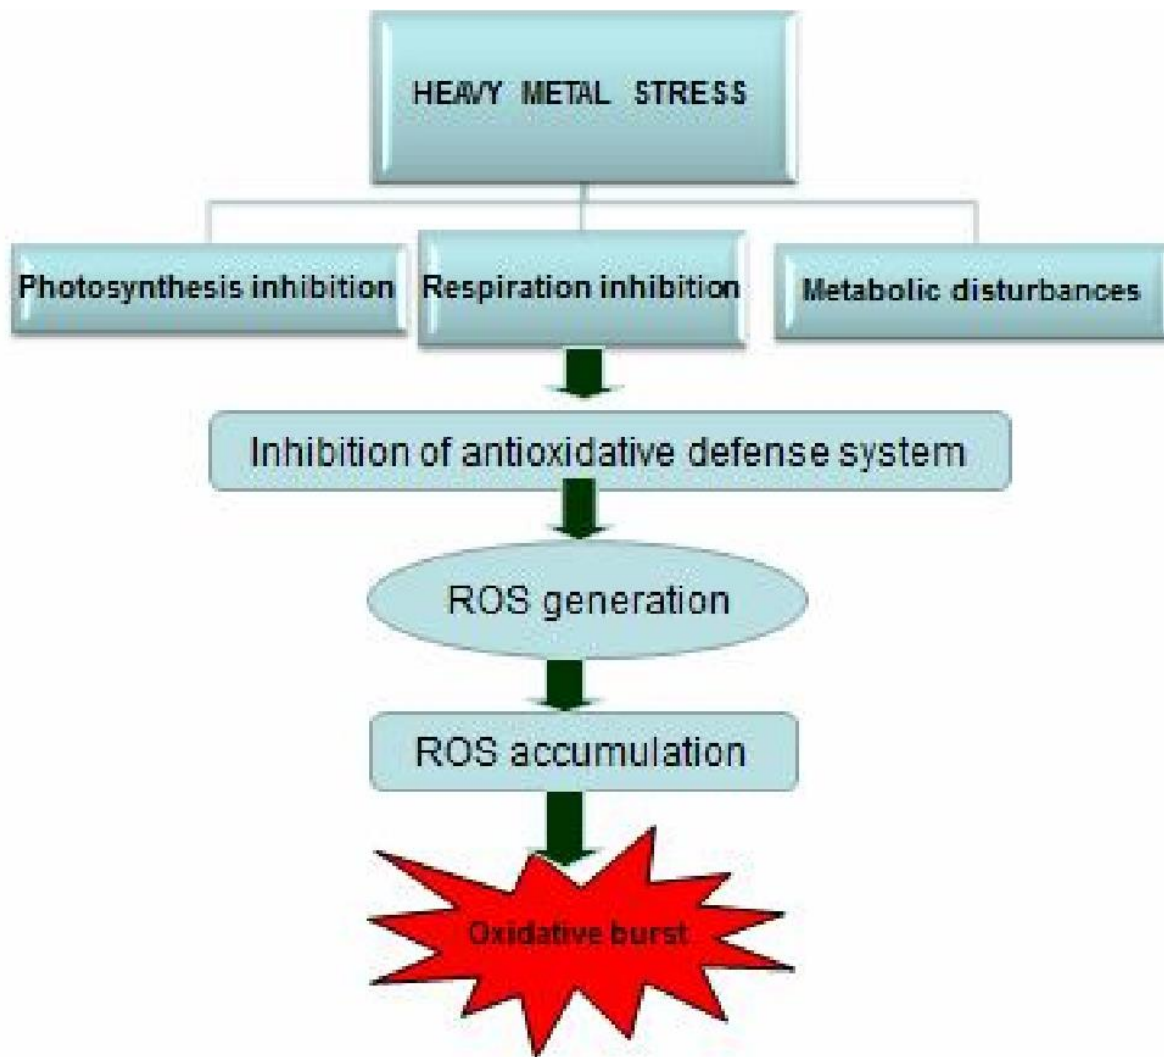 HEAVY METAL STRESS
Photosynthesis inhibition
Respiration inhibition
Metabolic disturbances
Inhibition of antioxidative defense system
ROS generation
ROS accumulation
Oxidative burst